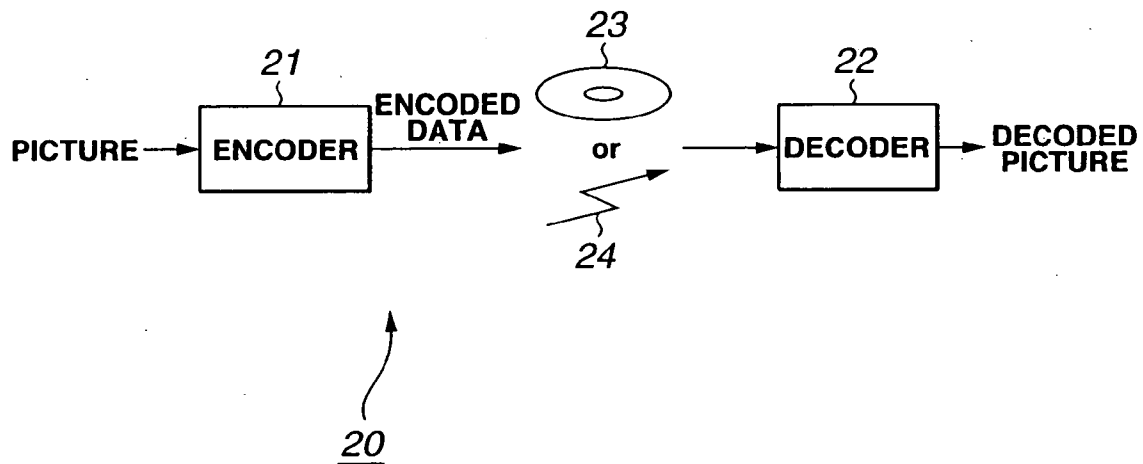 23
21
22
ENCODED
DATA
PICTURE
ENCODER
or
DECODER
DECODED
PICTURE
24
20